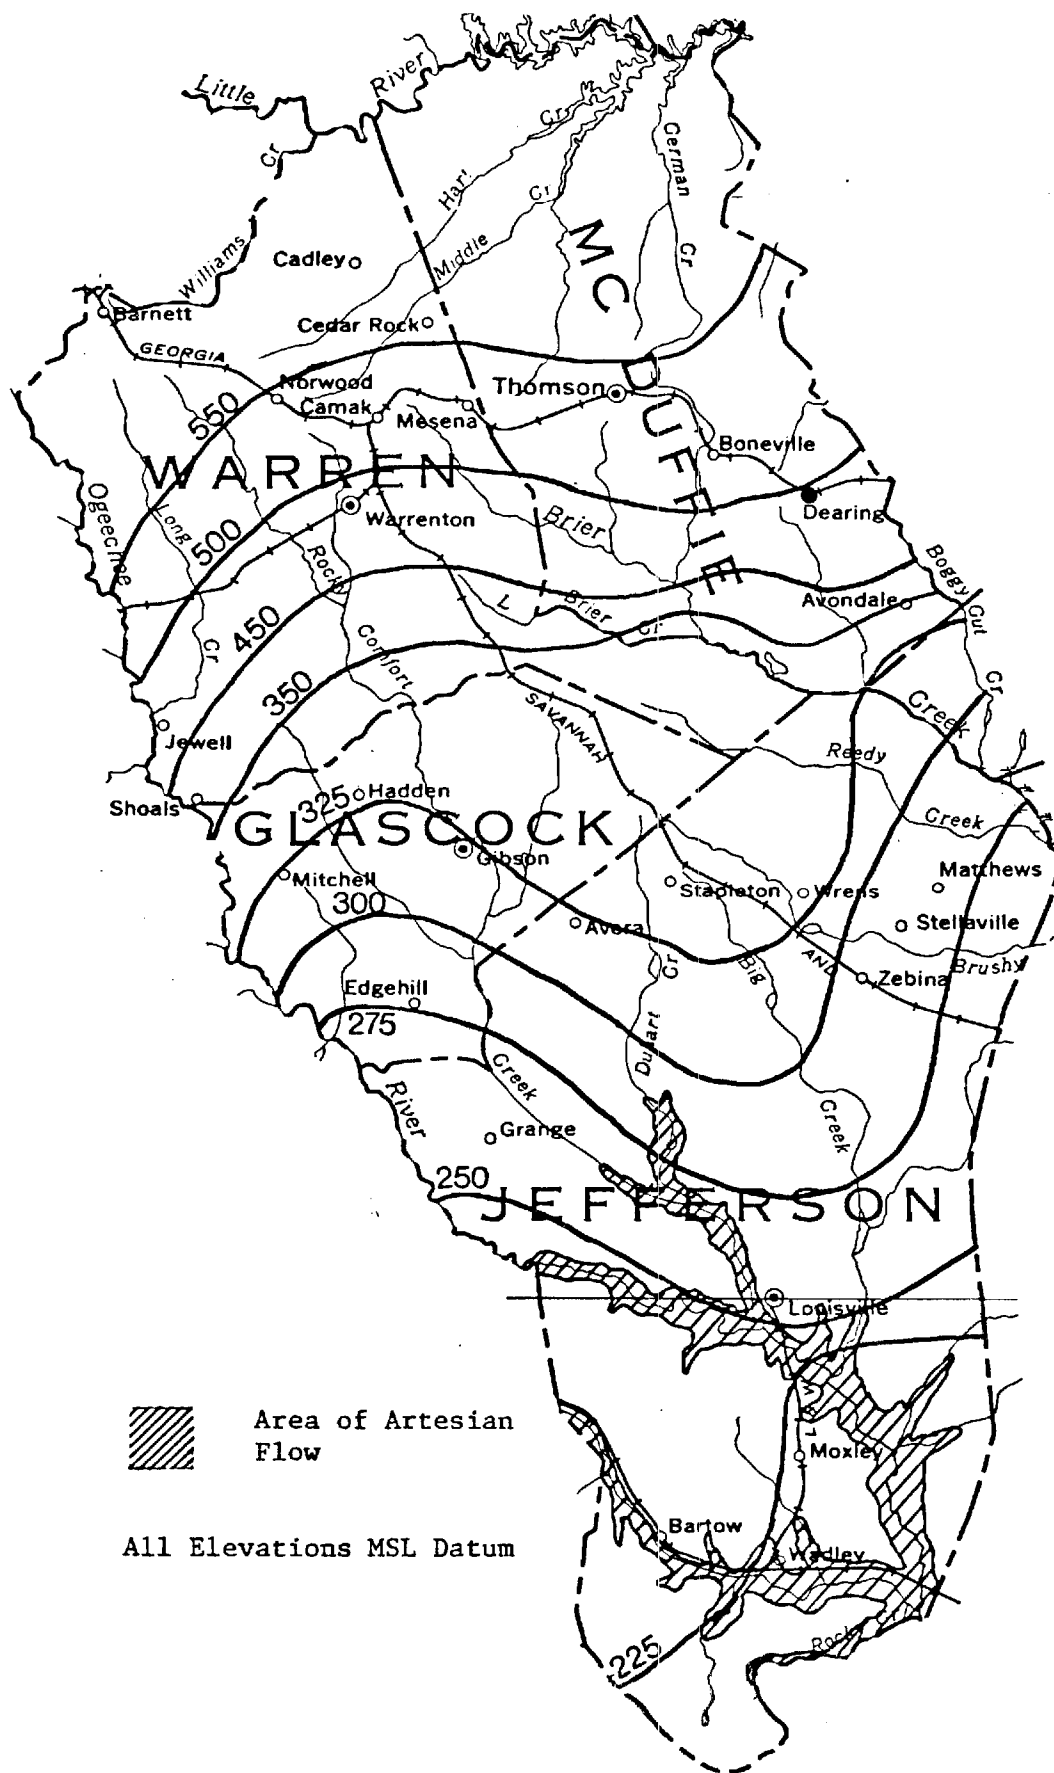 Little
River
Cr
Williams
Cadley
Hart
Cr
Middle
Cr
German
Cr
MC DUFFIE
Barnett
GEORGIA
Cedar Rock
Norwood
Camak
Mesena
Thomson
Boneville
Dearing
550
WARREN
Ogeechee
Long
Cr
500
Warrenton
Rocky
Comfort
Brier
L Brier Cr
Avondale
Boggy
Gut
Cr
450
350
Jewell
SAVANNAH
Creek
Reedy
Creek
Shoals
325
Hadden
GLASCOCK
Gibson
Mitchell
300
Stapleton
Wrens
Matthews
Stellaville
Avera
AND
Zebina
Brushy
Big
Cr
Duhart
Edgehill
275
Creek
River
Creek
Grange
250
JEFFERSON
Louisville
Moxley
Bartow
Wadley
Rock
225
Area of Artesian
Flow
All Elevations MSL Datum